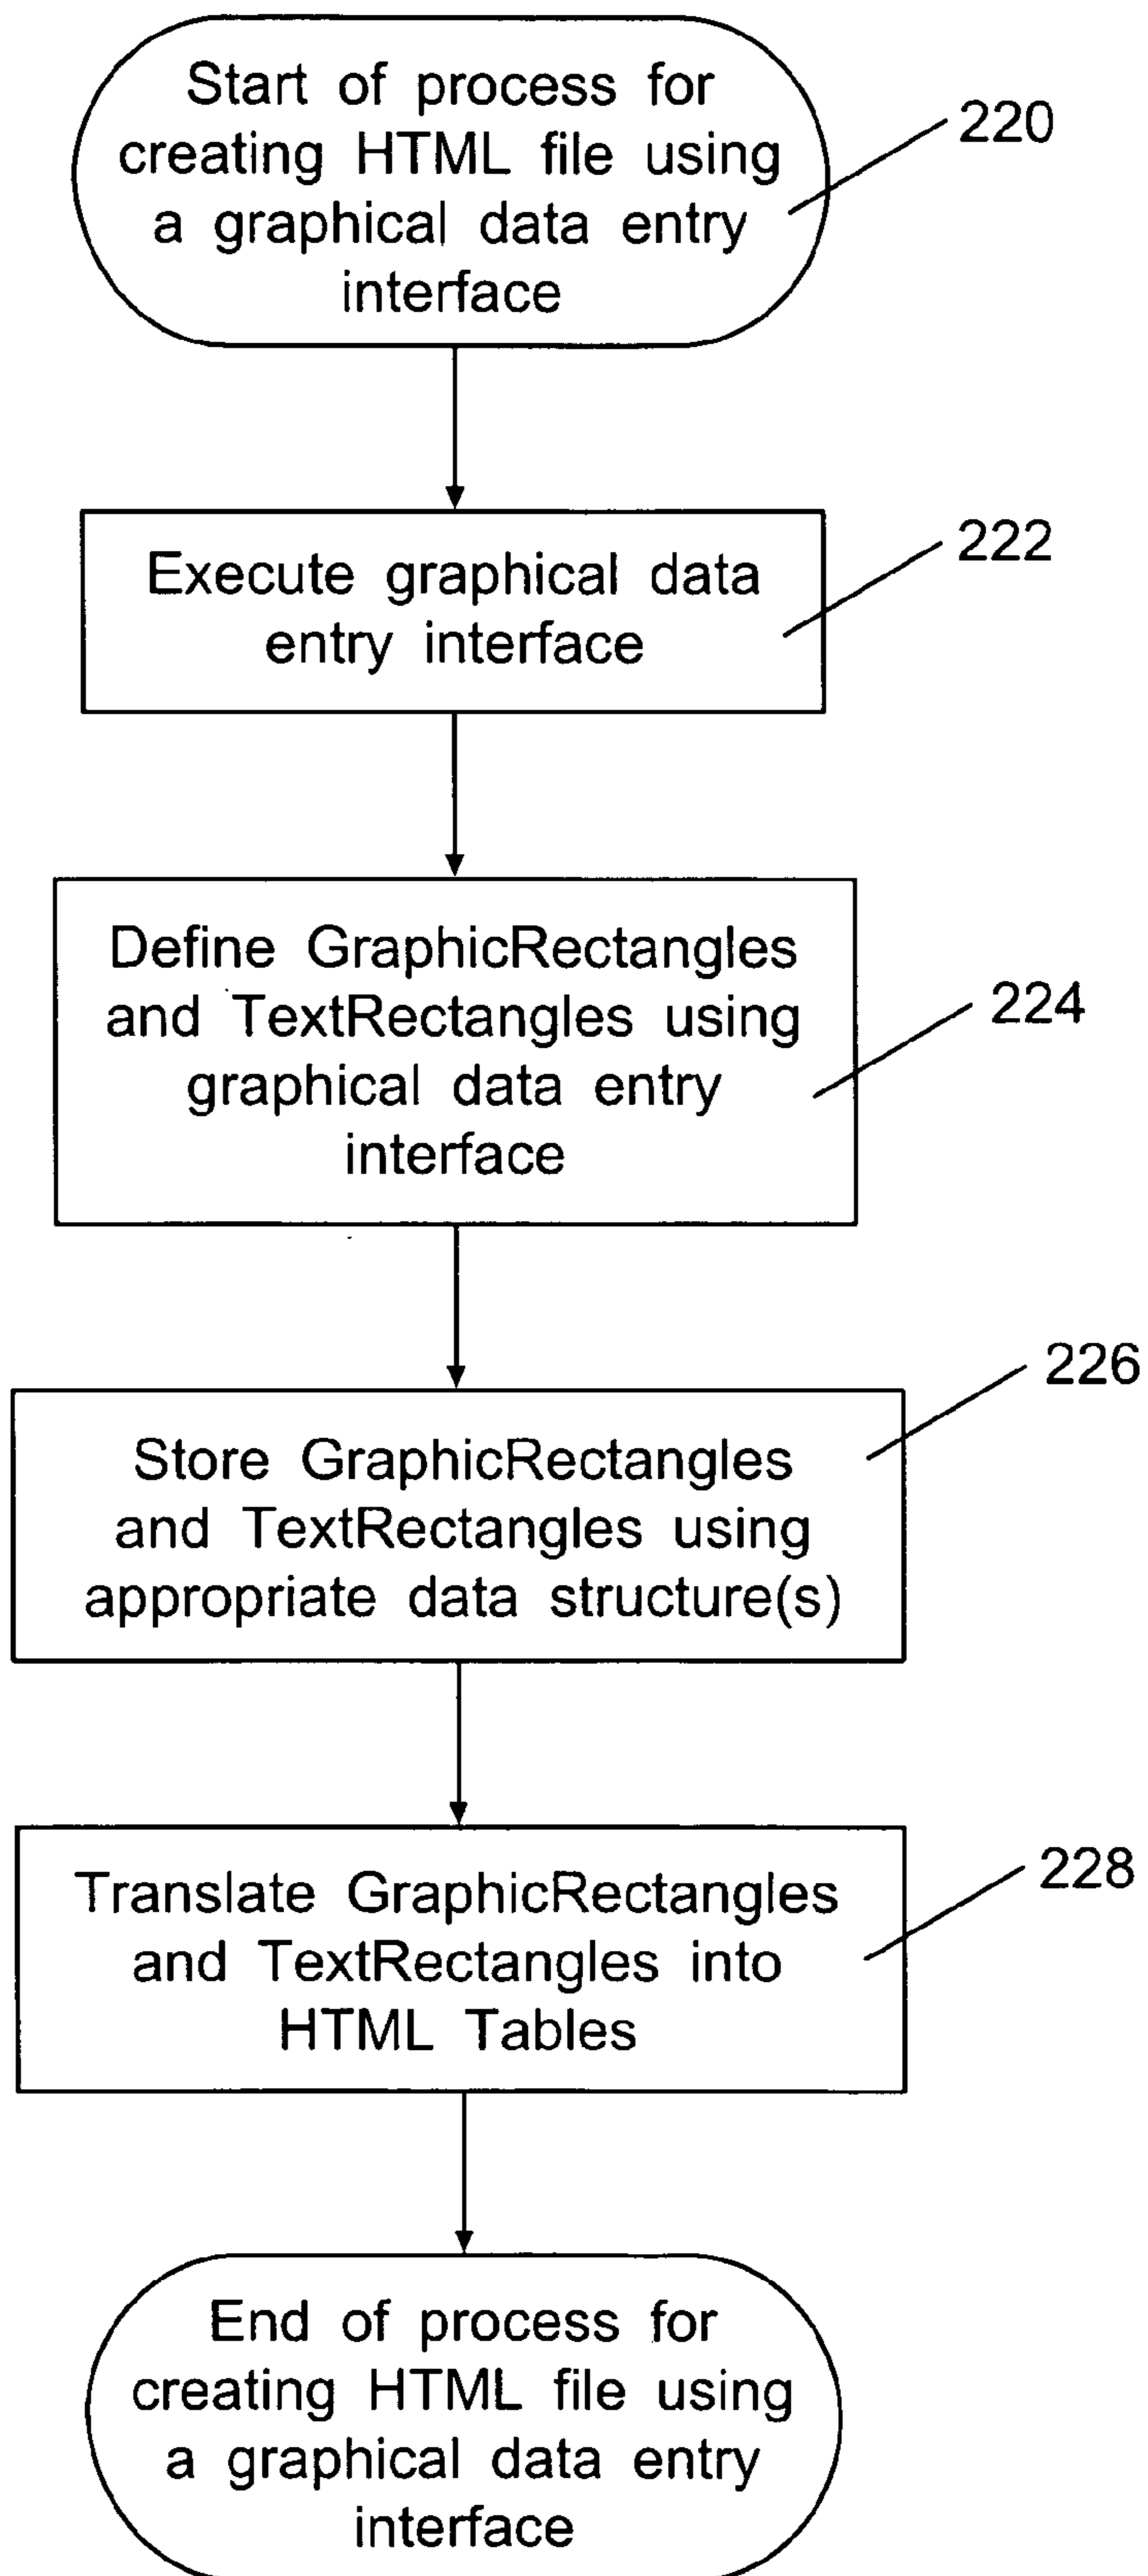 Start of process for
creating HTML file using
a graphical data entry
interface
220
Execute graphical data
entry interface
222
Define GraphicRectangles
and TextRectangles using
graphical data entry
interface
224
Store GraphicRectangles
and TextRectangles using
appropriate data structure(s)
226
Translate GraphicRectangles
and TextRectangles into
HTML Tables
228
End of process for
creating HTML file using
a graphical data entry
interface